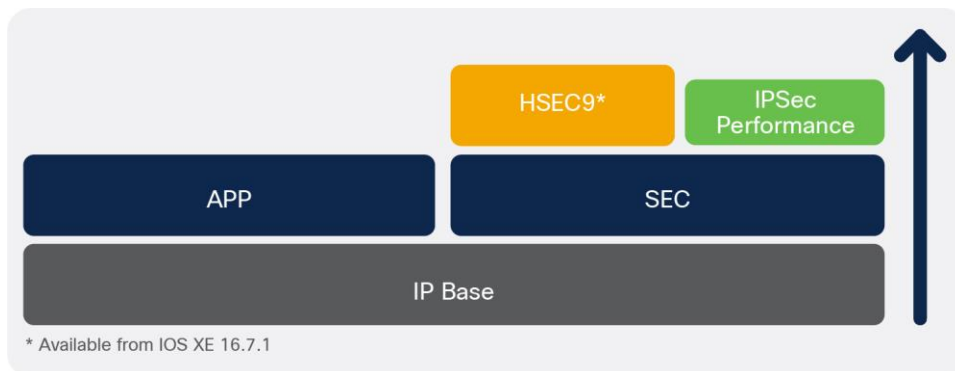 HSEC9*
IPSec
Performance
APP
SEC
IP Base
* Available from IOS XE 16.7.1